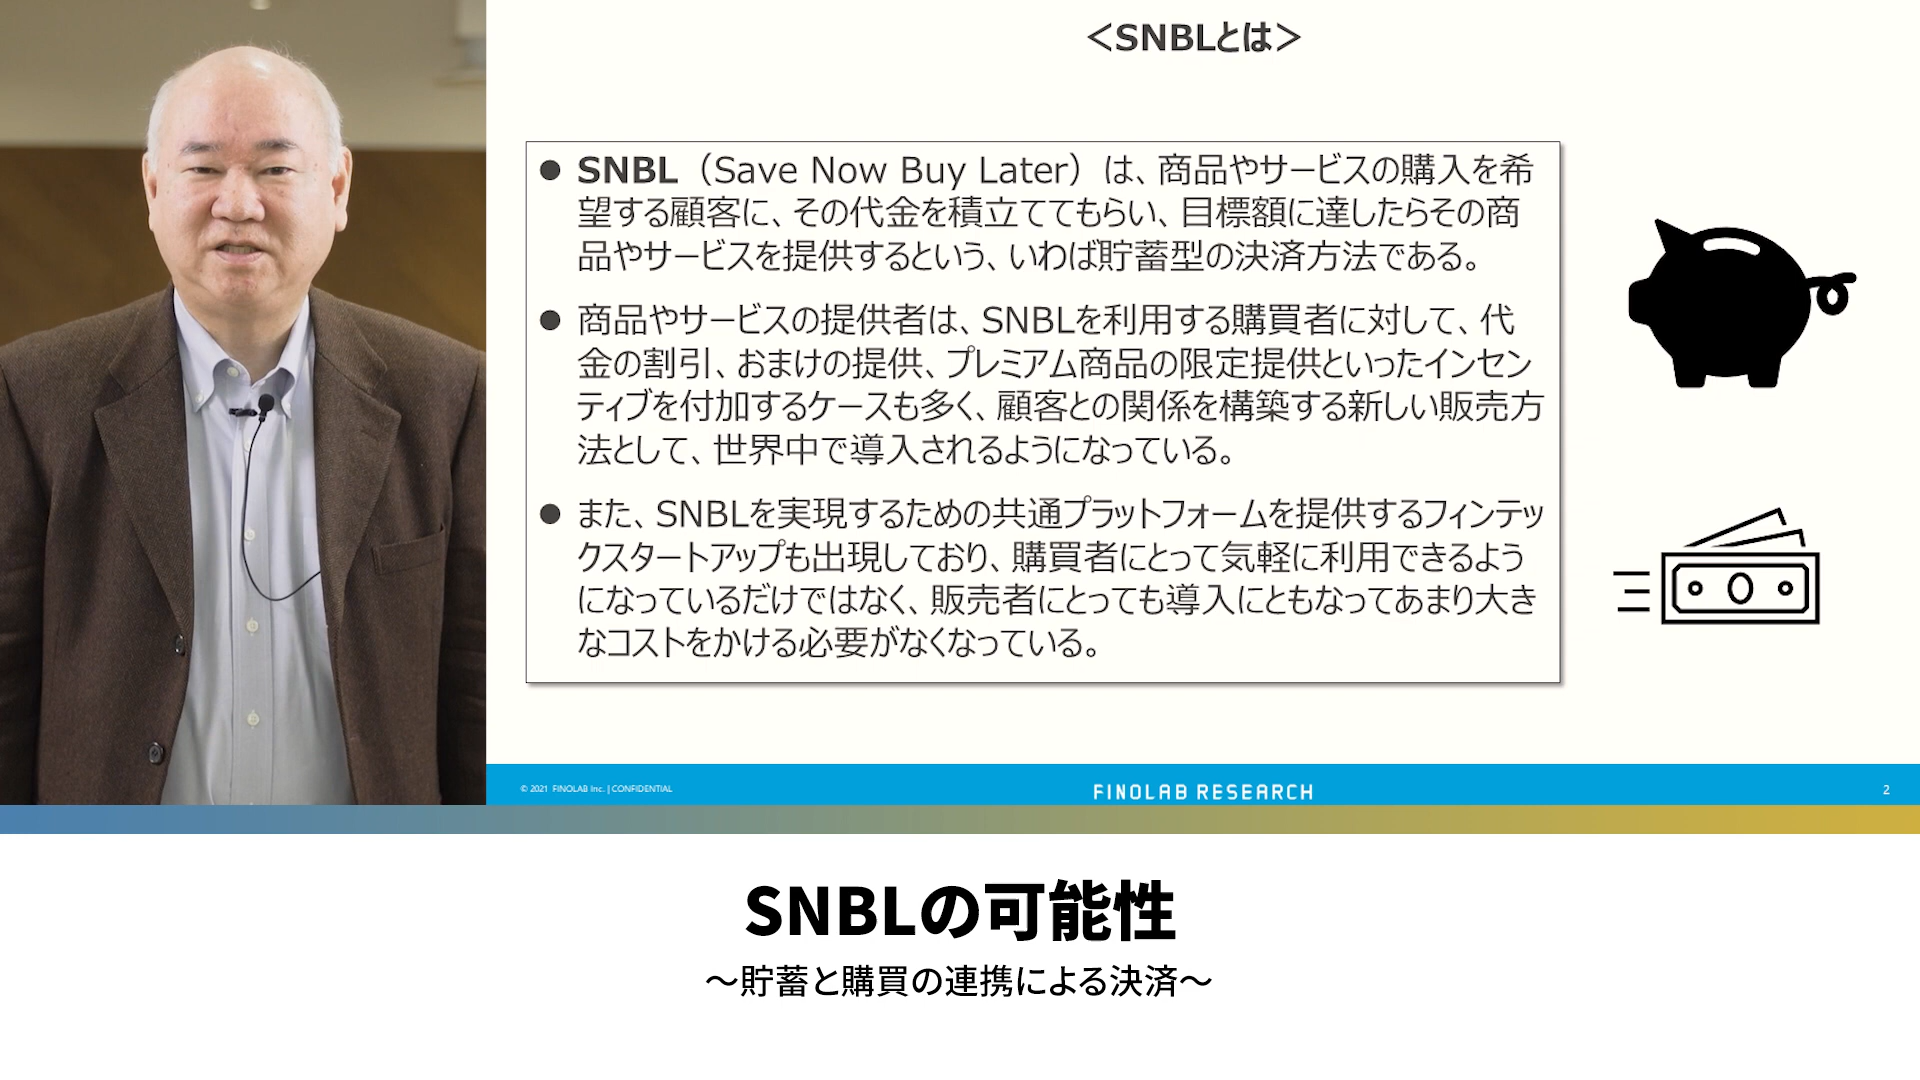 ＜SNBLとは＞
● SNBL（Save Now Buy Later）は、商品やサービスの購入を希
望する顧客に、その代金を積立ててもらい、目標額に達したらその商
品やサービスを提供するという、いわば貯蓄型の決済方法である。
● 商品やサービスの提供者は、SNBLを利用する購買者に対して、代
金の割引、おまけの提供、プレミアム商品の限定提供といったインセン
ティブを付加するケースも多く、顧客との関係を構築する新しい販売方
法として、世界中で導入されるようになっている。
● また、SNBLを実現するための共通プラットフォームを提供するフィンテッ
クスタートアップも出現しており、購買者にとって気軽に利用できるよう
になっているだけではなく、販売者にとっても導入にともなってあまり大き
なコストをかける必要がなくなっている。
© 2021 FINOLAB Inc. | CONFIDENTIAL
FINOLAB RESEARCH
2
SNBLの可能性
～貯蓄と購買の連携による決済～